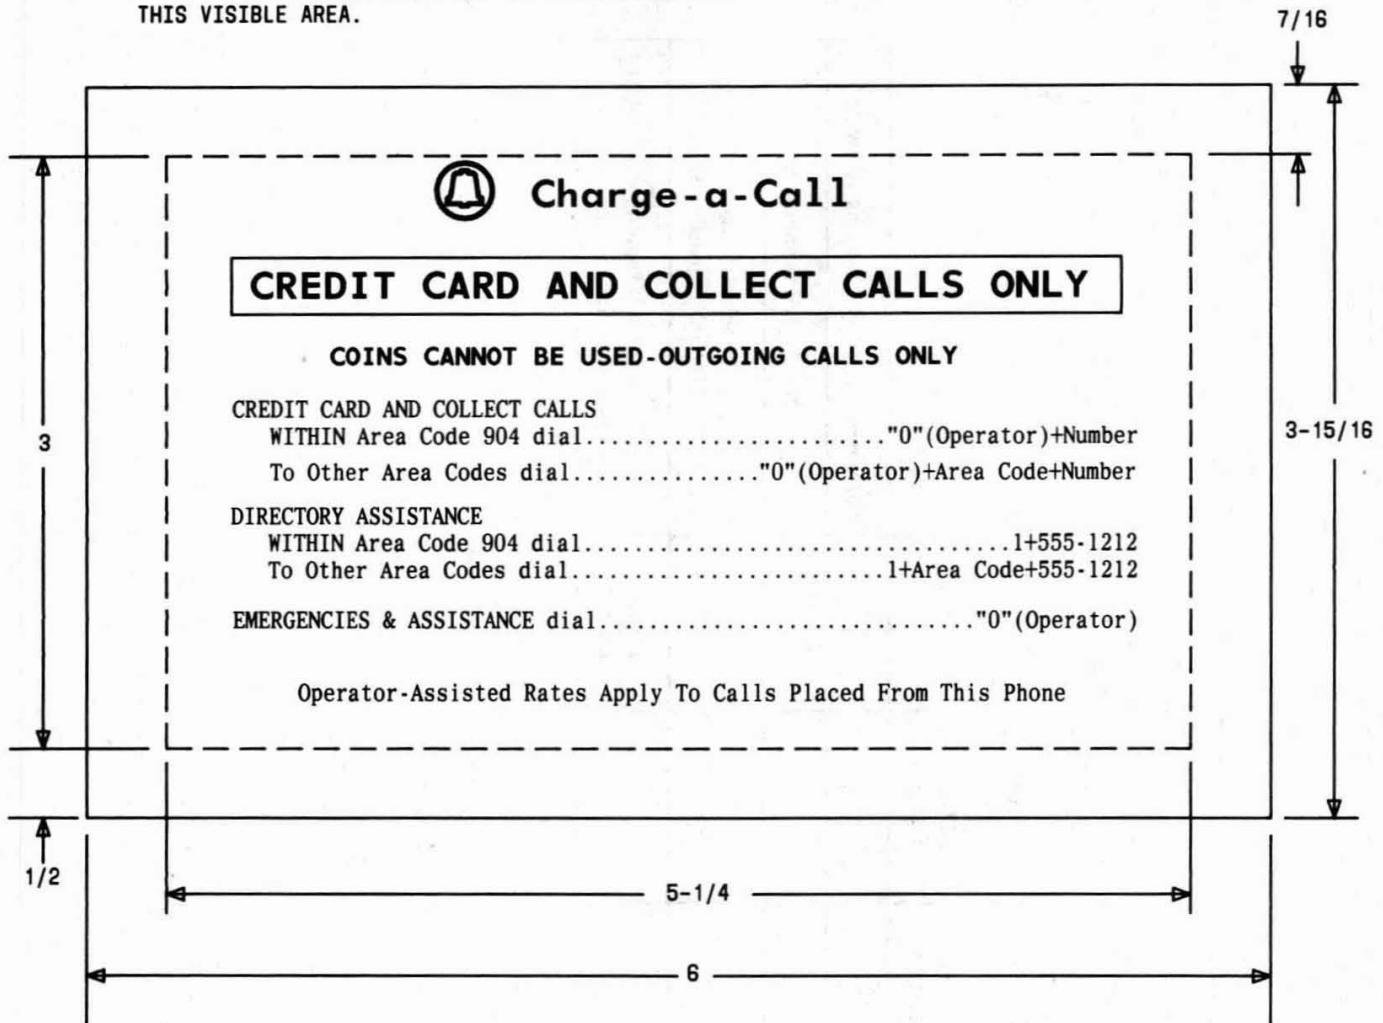 THIS VISIBLE AREA.
7/16
Charge-a-Call
CREDIT CARD AND COLLECT CALLS ONLY
COINS CANNOT BE USED-OUTGOING CALLS ONLY
CREDIT CARD AND COLLECT CALLS
WITHIN Area Code 904 dial........................"0"(Operator)+Number
To Other Area Codes dial..............."0"(Operator)+Area Code+Number
3
3-15/16
DIRECTORY ASSISTANCE
WITHIN Area Code 904 dial..................................1+555-1212
To Other Area Codes dial.........................1+Area Code+555-1212
EMERGENCIES & ASSISTANCE dial.............................."0"(Operator)
Operator-Assisted Rates Apply To Calls Placed From This Phone
1/2
5-1/4
6